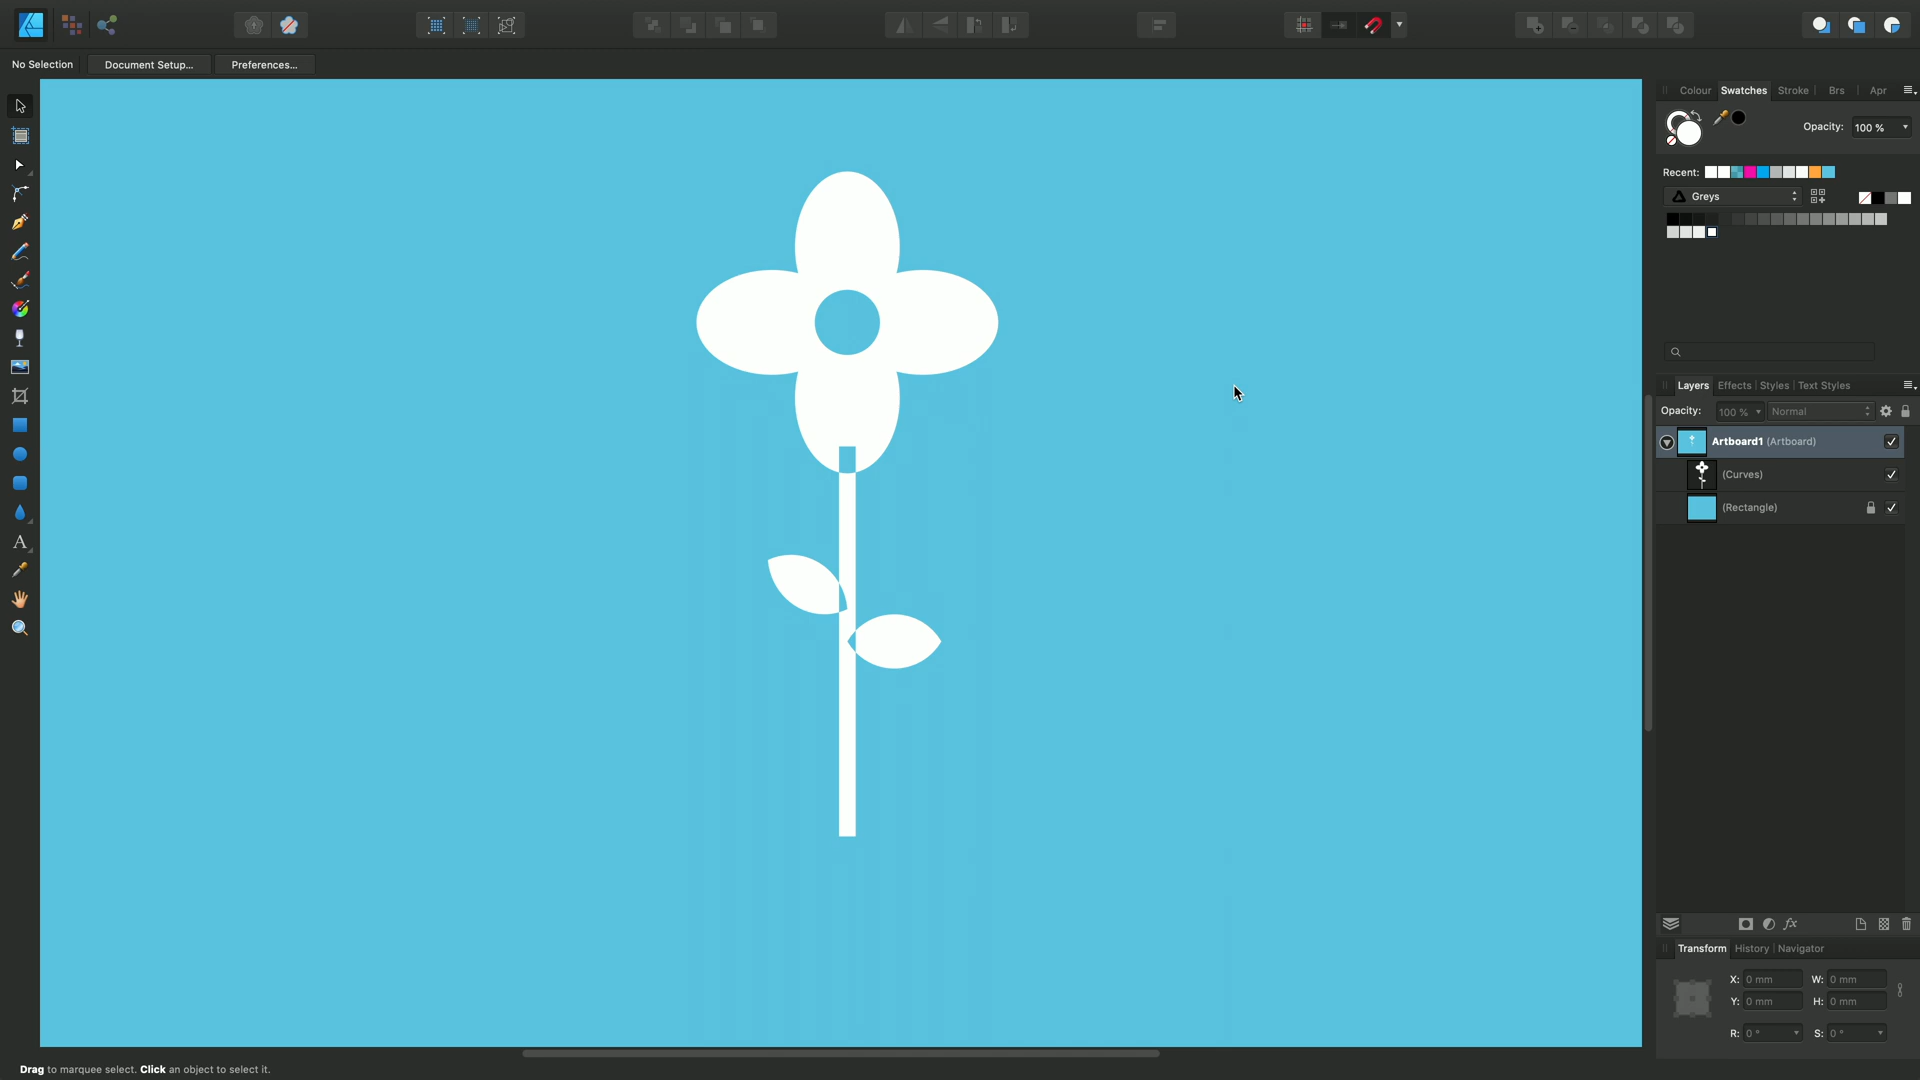 No Selection
Document Setup...
Preferences...
Colour Swatches Stroke Brs Apr
Opacity: 100 %
Recent:
Greys
Layers Effects Styles Text Styles
Opacity: 100 % Normal
Artboard1 (Artboard)
(Curves)
(Rectangle)
fx
Transform History Navigator
X: 0 mm W: 0 mm
Y: 0 mm H: 0 mm
R: 0 ° S: 0 °
A
Drag to marquee select. Click an object to select it.